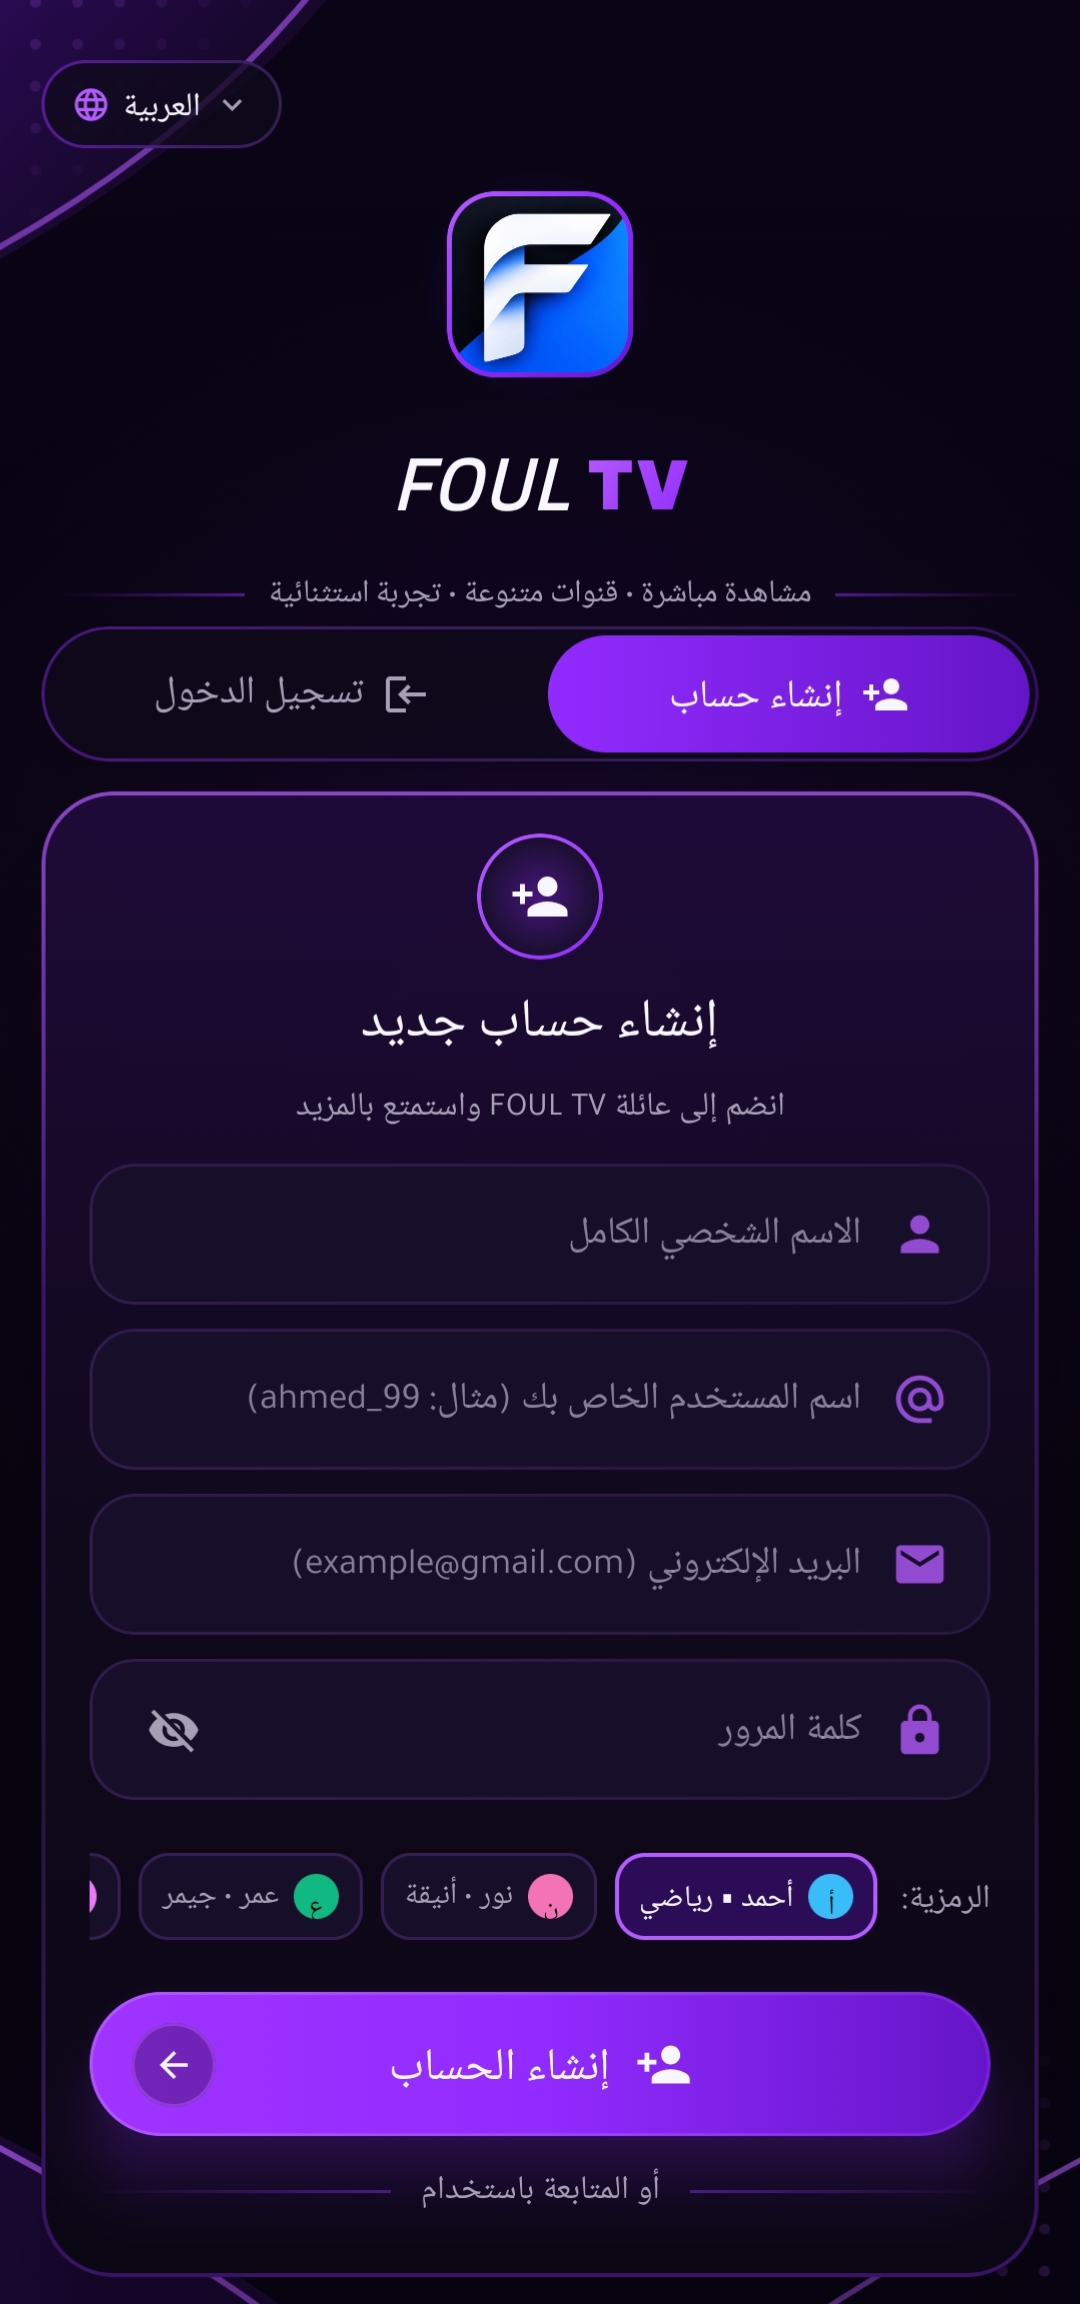 العربية
FOUL TV
مشاهدة مباشرة • قنوات متنوعة • تجربة استثنائية
إنشاء حساب
تسجيل الدخول
إنشاء حساب جديد
انضم إلى عائلة FOUL TV واستمتع بالمزيد
الاسم الشخصي الكامل
اسم المستخدم الخاص بك (مثال: ahmed_99)
البريد الإلكتروني (example@gmail.com)
كلمة المرور
الرمزية:
أ أحمد ▪ رياضي
ن نور • أنيقة
ع عمر • جيمر
إنشاء الحساب
أو المتابعة باستخدام